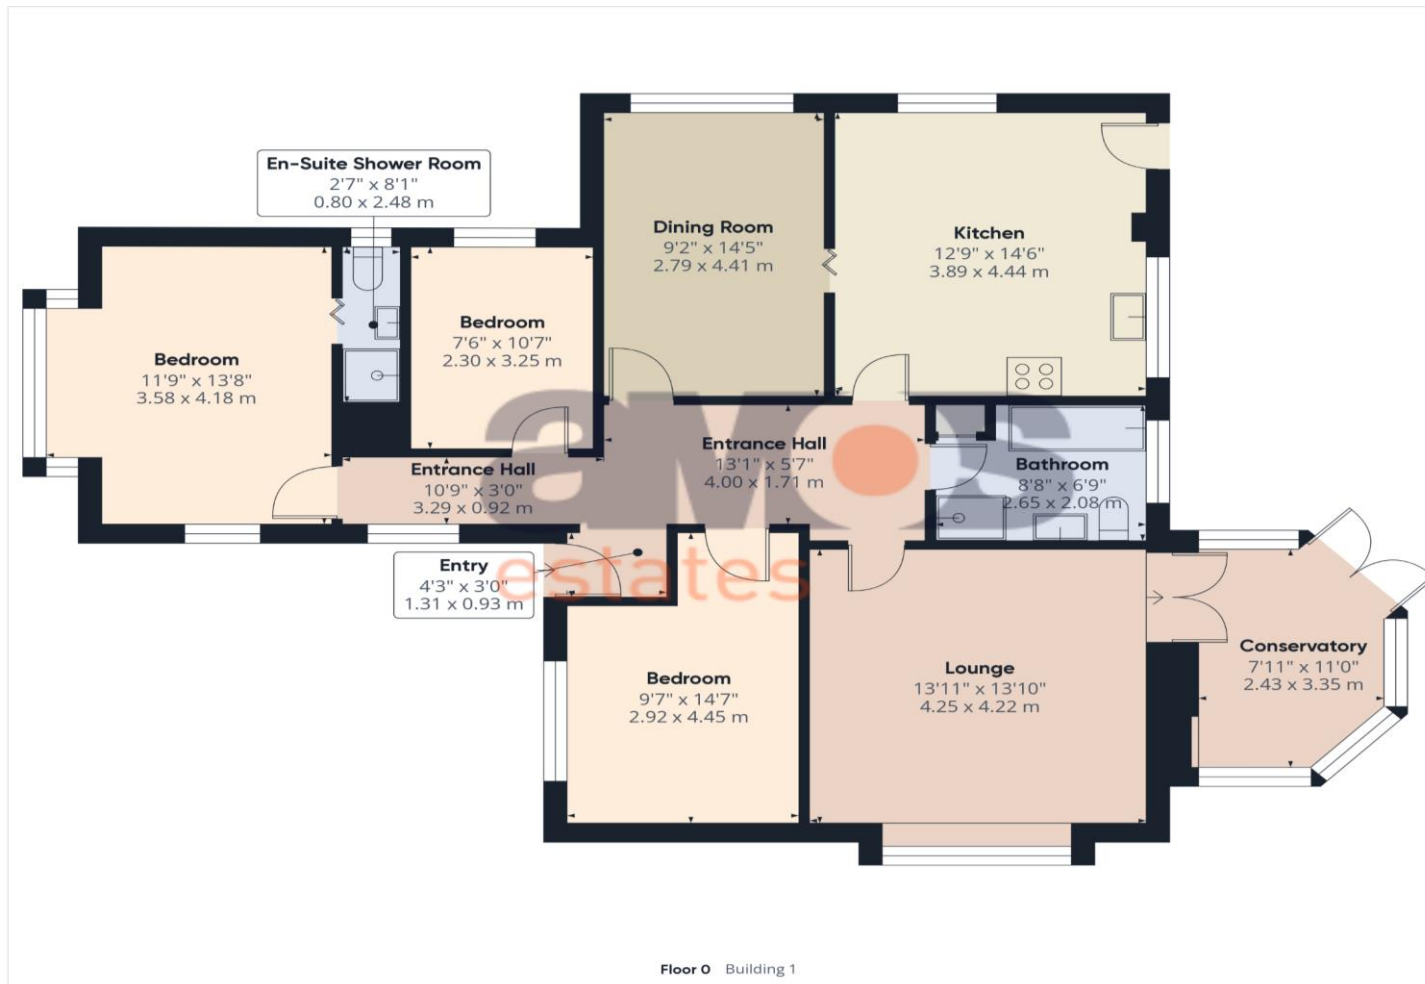 En-Suite Shower Room
2'7" x 8'1"
0.80 x 2.48 m
Dining Room
9'2" x 14'5"
2.79 x 4.41 m
Kitchen
12'9" x 14'6"
3.89 x 4.44 m
Bedroom
11'9" x 13'8"
3.58 x 4.18 m
Bedroom
7'6" x 10'7"
2.30 x 3.25 m
Entrance Hall
10'9" x 3'0"
3.29 x 0.92 m
Entrance Hall
13'1" x 5'7"
4.00 x 1.71 m
Bathroom
8'8" x 6'9"
2.65 x 2.08 m
amos
estates
Entry
4'3" x 3'0"
1.31 x 0.93 m
Bedroom
9'7" x 14'7"
2.92 x 4.45 m
Lounge
13'11" x 13'10"
4.25 x 4.22 m
Conservatory
7'11" x 11'0"
2.43 x 3.35 m
Floor 0 Building 1